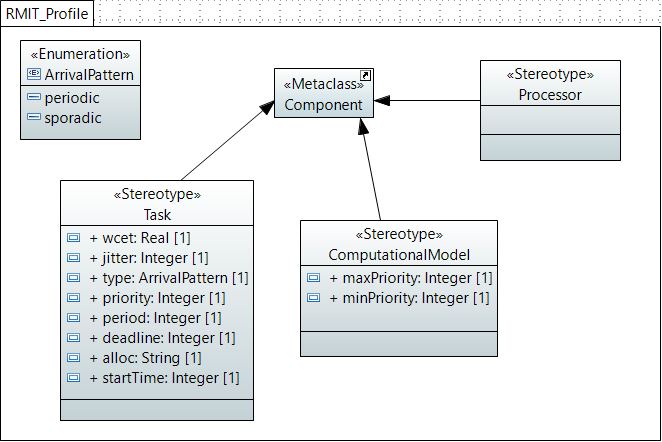 RMIT_Profile
«Enumeration»
ArrivalPattern
periodic
sporadic
«Metaclass»
Component
«Stereotype»
Processor
«Stereotype»
Task
+ wcet: Real [1]
+ jitter: Integer [1]
+ type: ArrivalPattern [1]
+ priority: Integer [1]
+ period: Integer [1]
+ deadline: Integer [1]
+ alloc: String [1]
+ startTime: Integer [1]
«Stereotype»
ComputationalModel
+ maxPriority: Integer [1]
+ minPriority: Integer [1]